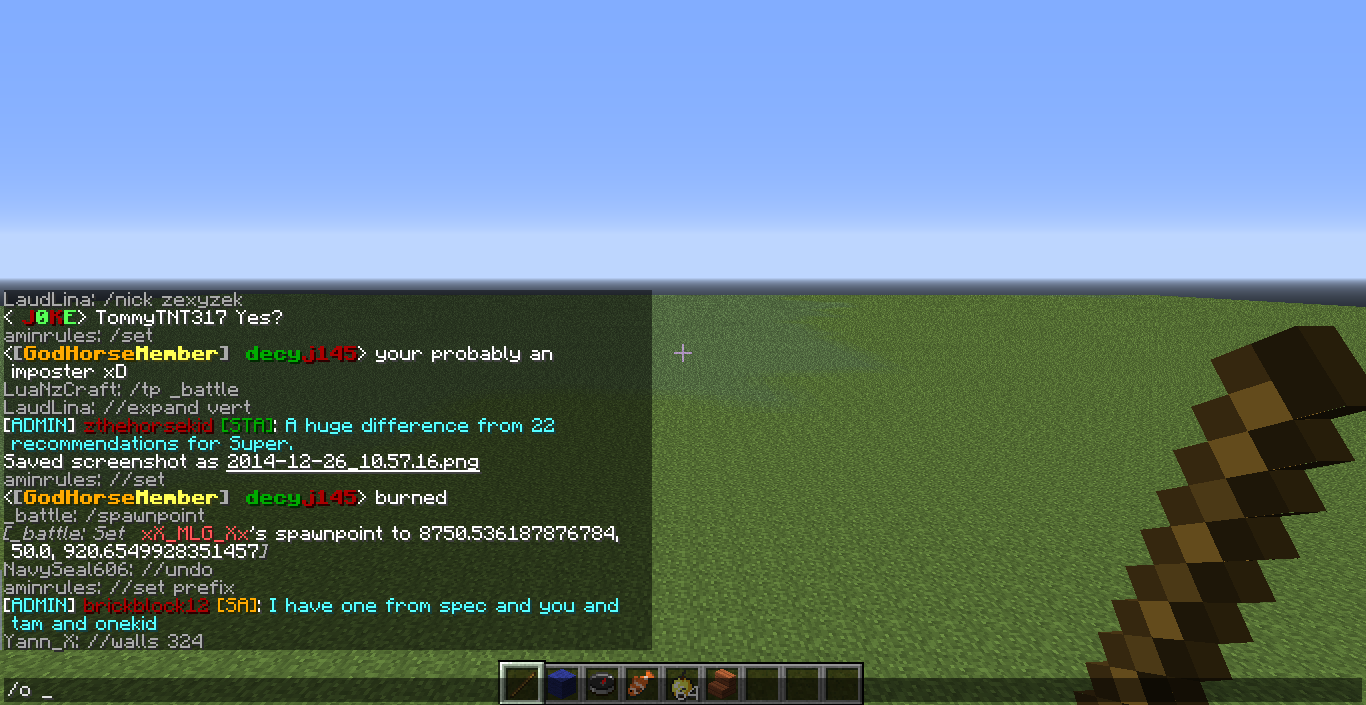 LaudLina: /nick zexyzek
< J0KE> TommyTNT317 Yes?
aminrules: /set
<[GodHorseMember] decyj145> your probably an
imposter xD
LuaNzCraft: /tp _battle
LaudLina: //expand vert
[ADMIN] zthehorsekid [STA]: A huge difference from 22
recommendations for Super.
Saved screenshot as 2014-12-26_10.57.16.png
aminrules: //set
<[GodHorseMember] decyj145> burned
_battle: /spawnpoint
[_battle: Set xX_MLG_Xx's spawnpoint to 8750.536187876784,
50.0, 920.6549928351457]
NavySeal606: //undo
aminrules: //set prefix
[ADMIN] brickblock12 [SA]: I have one from spec and you and
tam and onekid
Yann_X: //walls 324
64
/o _